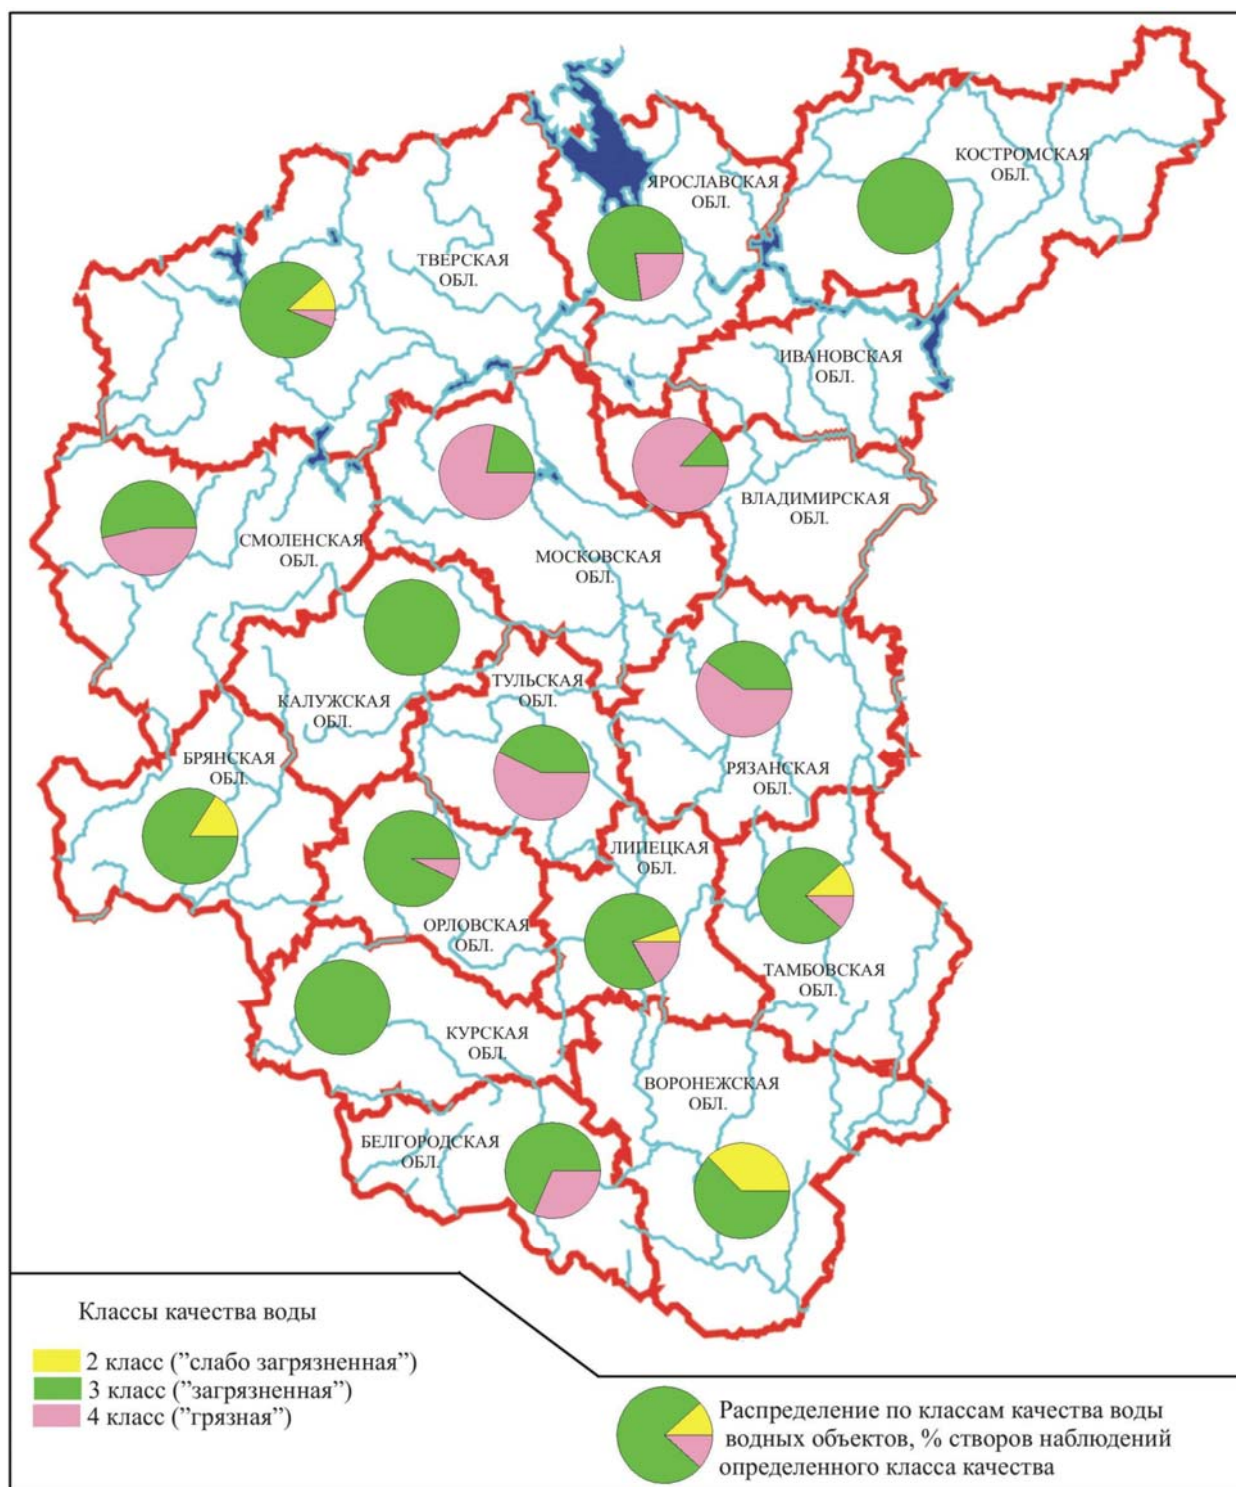 КОСТРОМСКАЯ
ОБЛ.
ЯРОСЛАВСКАЯ
ОБЛ.
ТВЕРСКАЯ
ОБЛ.
ИВАНОВСКАЯ
ОБЛ.
ВЛАДИМИРСКАЯ
ОБЛ.
СМОЛЕНСКАЯ
ОБЛ.
МОСКОВСКАЯ
ОБЛ.
ТУЛЬСКАЯ
ОБЛ.
КАЛУЖСКАЯ
ОБЛ.
БРЯНСКАЯ
ОБЛ.
РЯЗАНСКАЯ
ОБЛ.
ЛИПЕЦКАЯ
ОБЛ.
ОРЛОВСКАЯ
ОБЛ.
ТАМБОВСКАЯ
ОБЛ.
КУРСКАЯ
ОБЛ.
ВОРОНЕЖСКАЯ
ОБЛ.
БЕЛГОРОДСКАЯ
ОБЛ.
Классы качества воды
2 класс ("слабо загрязненная")
3 класс ("загрязненная")
4 класс ("грязная")
Распределение по классам качества воды
водных объектов, % створов наблюдений
определенного класса качества